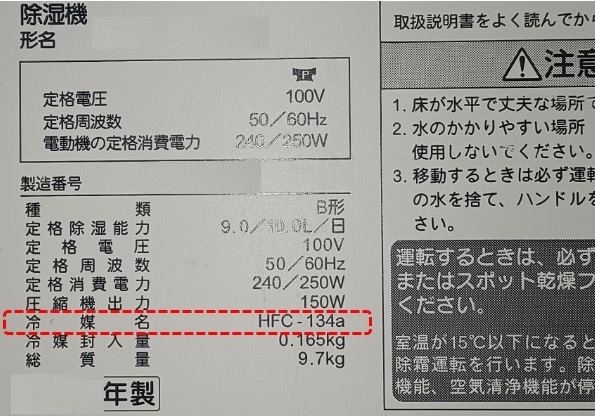 除湿機
形名
定格電圧 100V
定格周波数 50/60Hz
電動機の定格消費電力 240/250W
製造番号
種類 B形
定格除湿能力 9.0/10.0L/日
定格電圧 100V
定格周波数 50/60Hz
定格消費電力 240/250W
圧縮機出力 150W
冷媒名 HFC-134a
冷媒封入量 0.165kg
総質量 9.7kg
年製
取扱説明書をよく読んでから
注意
1. 床が水平で丈夫な場所で
2. 水のかかりやすい場所
使用しないでください。
3. 移動するときは必ず運転
の水を捨て、ハンドルを
さい。
運転するときは、必ず
またはスポット乾燥フ
ください。
室温が15℃以下になると
除霜運転を行います。除
機能、空気清浄機能が停